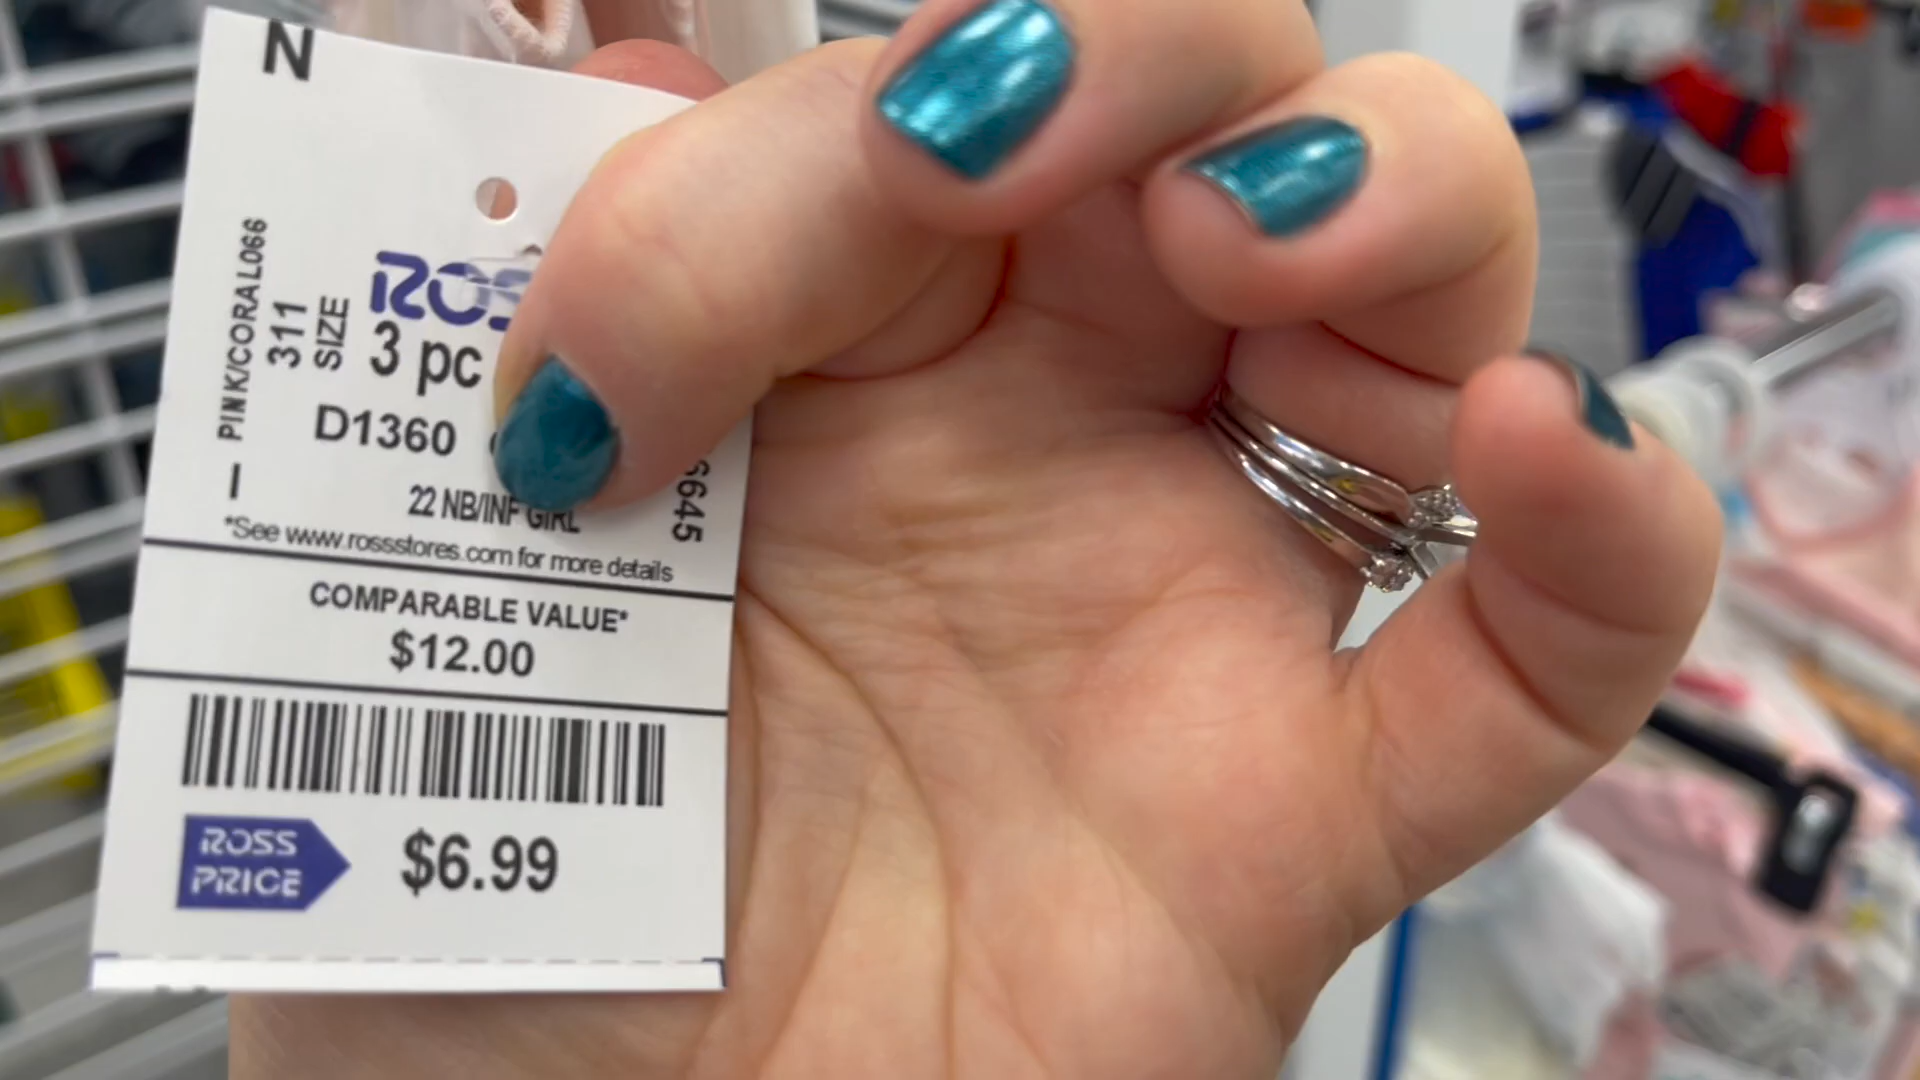 N
PINK/CORAL066
311
SIZE
3 pc
D1360
22 NB/INF GIRL
*See www.rossstores.com for more details
COMPARABLE VALUE*
$12.00
ROSS
PRICE
$6.99